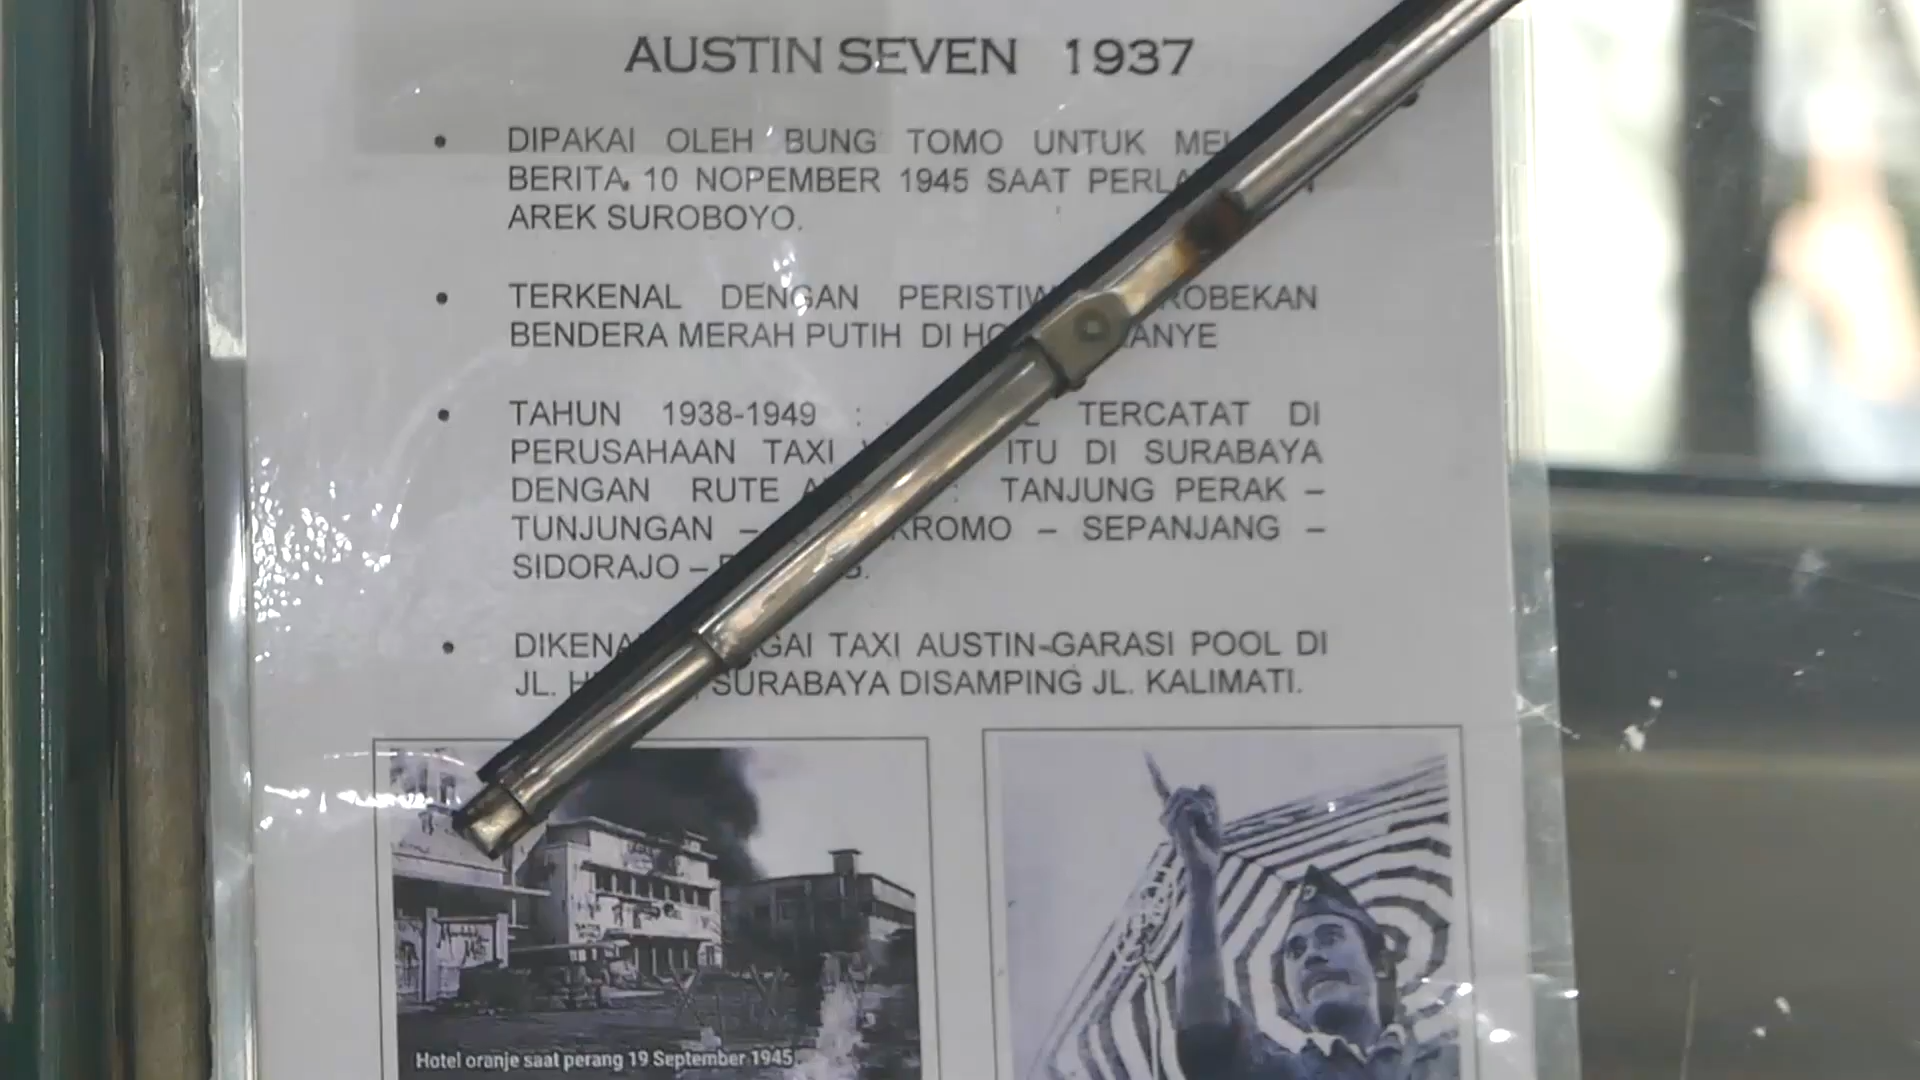 AUSTIN SEVEN 1937
DIPAKAI OLEH BUNG TOMO UNTUK
BERITA 10 NOPEMBER 1945 SAAT
AREK SUROBOYO.
TERKENAL DENGAN
BENDERA MERAH PUTIH DI
TAHUN 1938-1949 : TERCATAT DI
PERUSAHAAN TAXI ITU DI SURABAYA
DENGAN RUTE : TANJUNG PERAK –
TUNJUNGAN – – SEPANJANG –
SIDORAJO –
TAXI AUSTIN-GARASI POOL DI
JL. SURABAYA DISAMPING JL. KALIMATI.
Hotel oranje saat perang 19 September 1945